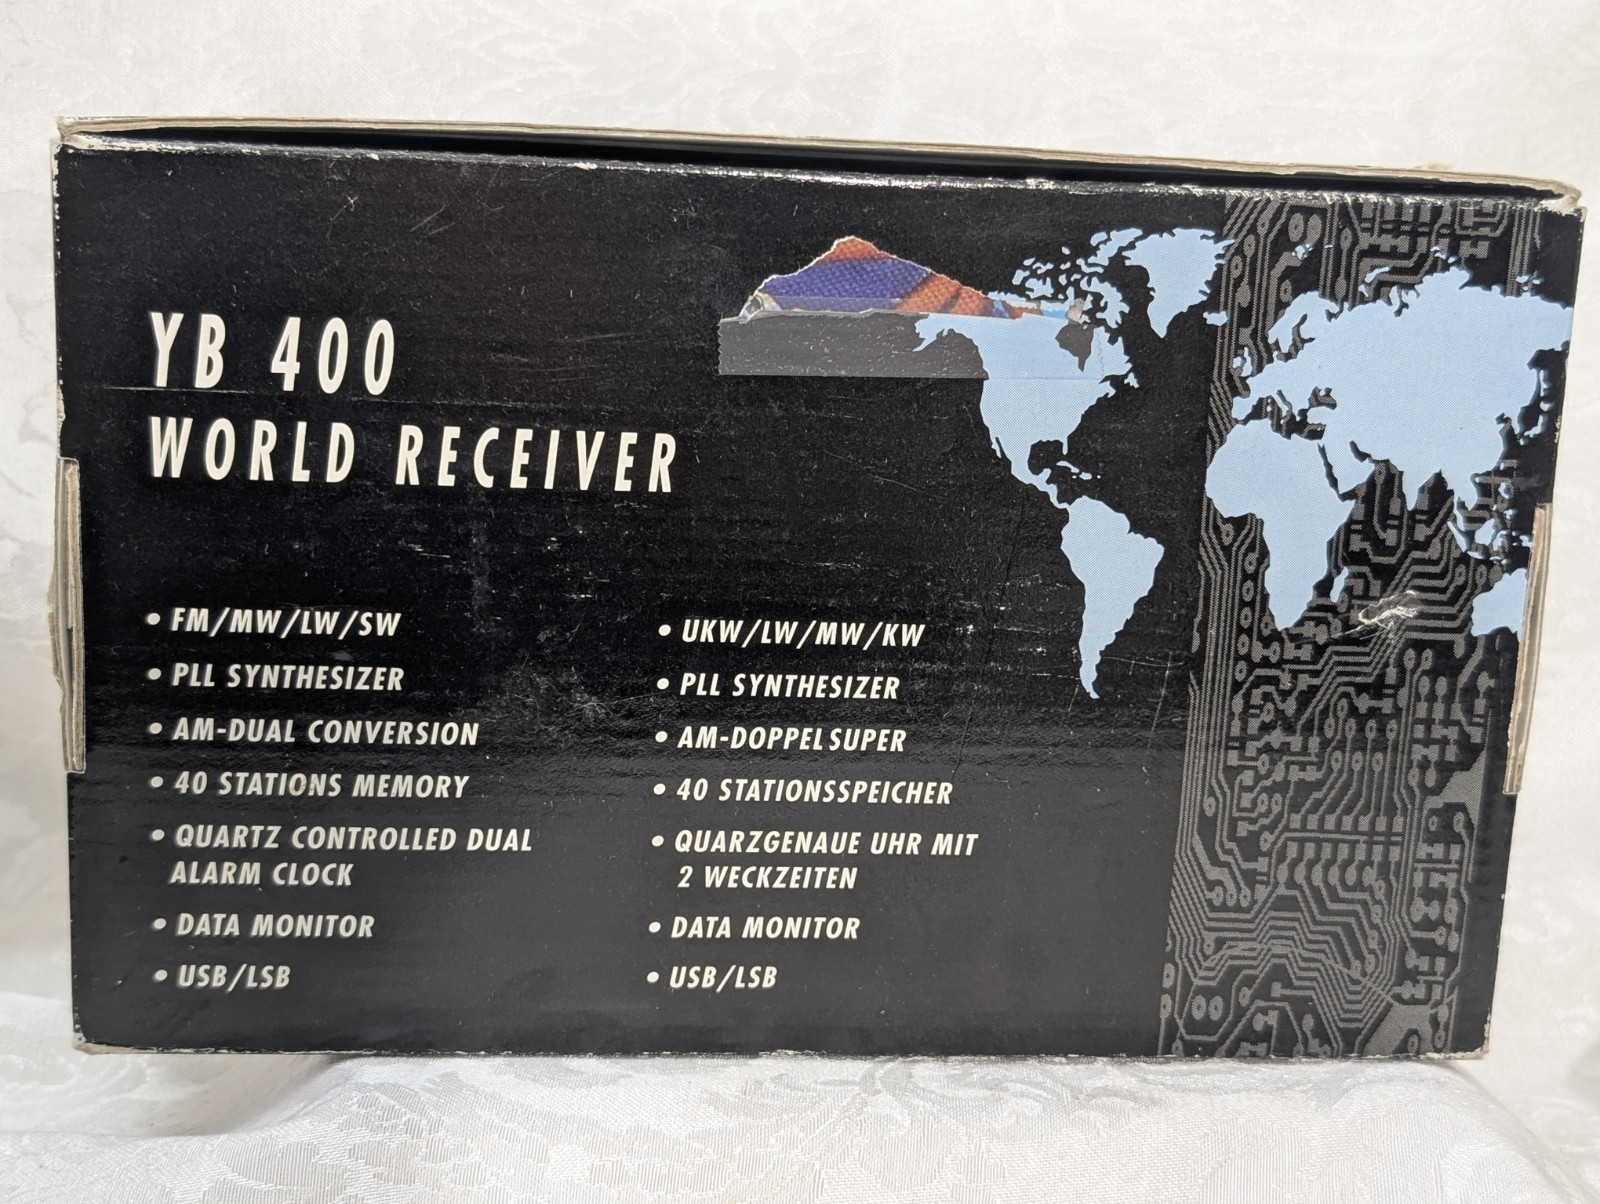 YB 400
WORLD RECEIVER
• FM/MW/LW/SW
• PLL SYNTHESIZER
• AM-DUAL CONVERSION
• 40 STATIONS MEMORY
• QUARTZ CONTROLLED DUAL
ALARM CLOCK
• DATA MONITOR
• USB/LSB
• UKW/LW/MW/KW
• PLL SYNTHESIZER
• AM-DOPPELSUPER
• 40 STATIONSSPEICHER
• QUARZGENAUE UHR MIT
2 WECKZEITEN
• DATA MONITOR
• USB/LSB